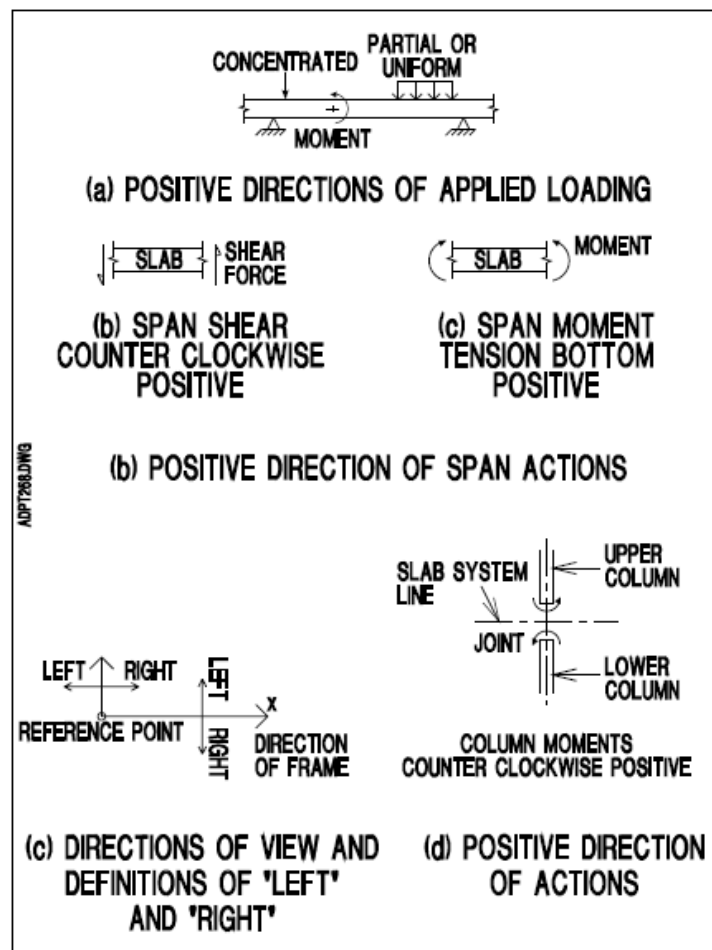 PARTIAL OR
CONCENTRATED
UNIFORM
MOMENT
(a) POSITIVE DIRECTIONS OF APPLIED LOADING
SLAB
SHEAR
FORCE
(b) SPAN SHEAR
COUNTER CLOCKWISE
POSITIVE
SLAB
MOMENT
(c) SPAN MOMENT
TENSION BOTTOM
POSITIVE
(b) POSITIVE DIRECTION OF SPAN ACTIONS
ADPT268.DWG
LEFT
RIGHT
REFERENCE POINT
LEFT
RIGHT
X
DIRECTION
OF FRAME
SLAB SYSTEM
LINE
JOINT
UPPER
COLUMN
LOWER
COLUMN
COLUMN MOMENTS
COUNTER CLOCKWISE POSITIVE
(c) DIRECTIONS OF VIEW AND
DEFINITIONS OF "LEFT"
AND "RIGHT"
(d) POSITIVE DIRECTION
OF ACTIONS